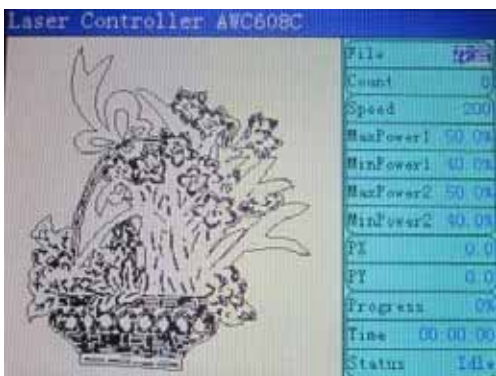 Laser Controller AWC608C
File
Count 0
Speed 200
MaxPower1 50.0%
MinPower1 40.0%
MaxPower2 50.0%
MinPower2 40.0%
PX 0.0
PY 0.0
Progress 0%
Time 00:00:00
Status Idle